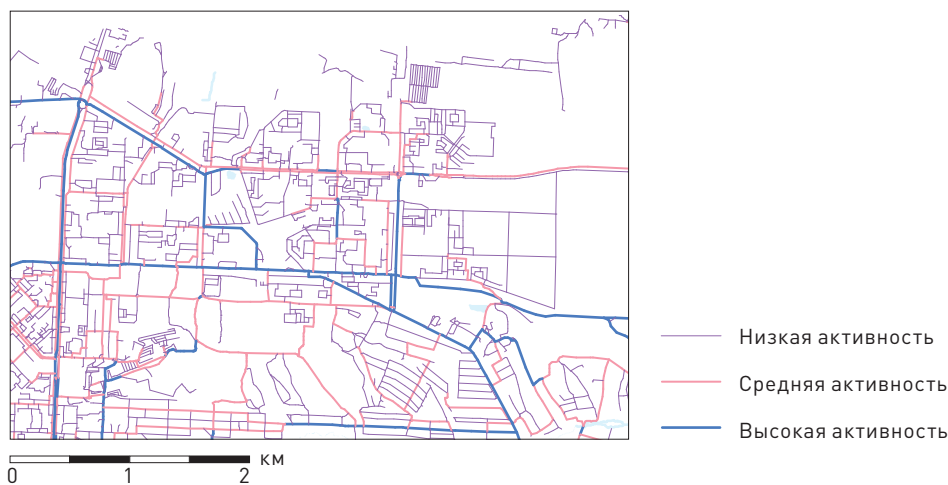 Низкая активность
Средняя активность
Высокая активность
км
0 1 2